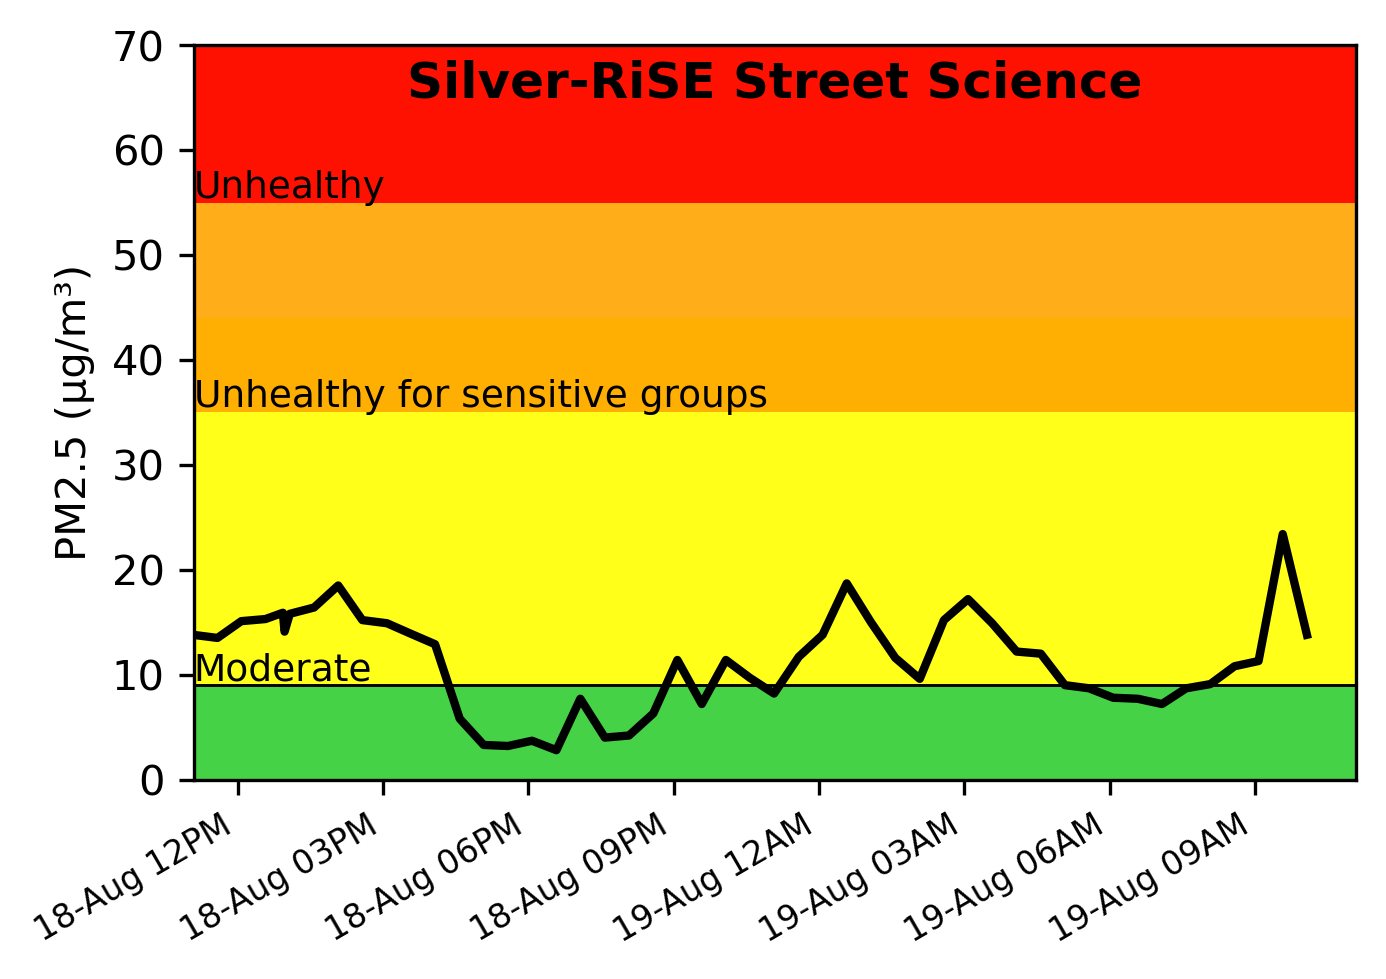 Silver-RiSE Street Science
70
60
50
40
30
20
10
0
PM2.5 (µg/m³)
Unhealthy
Unhealthy for sensitive groups
Moderate
18-Aug 12PM
18-Aug 03PM
18-Aug 06PM
18-Aug 09PM
19-Aug 12AM
19-Aug 03AM
19-Aug 06AM
19-Aug 09AM